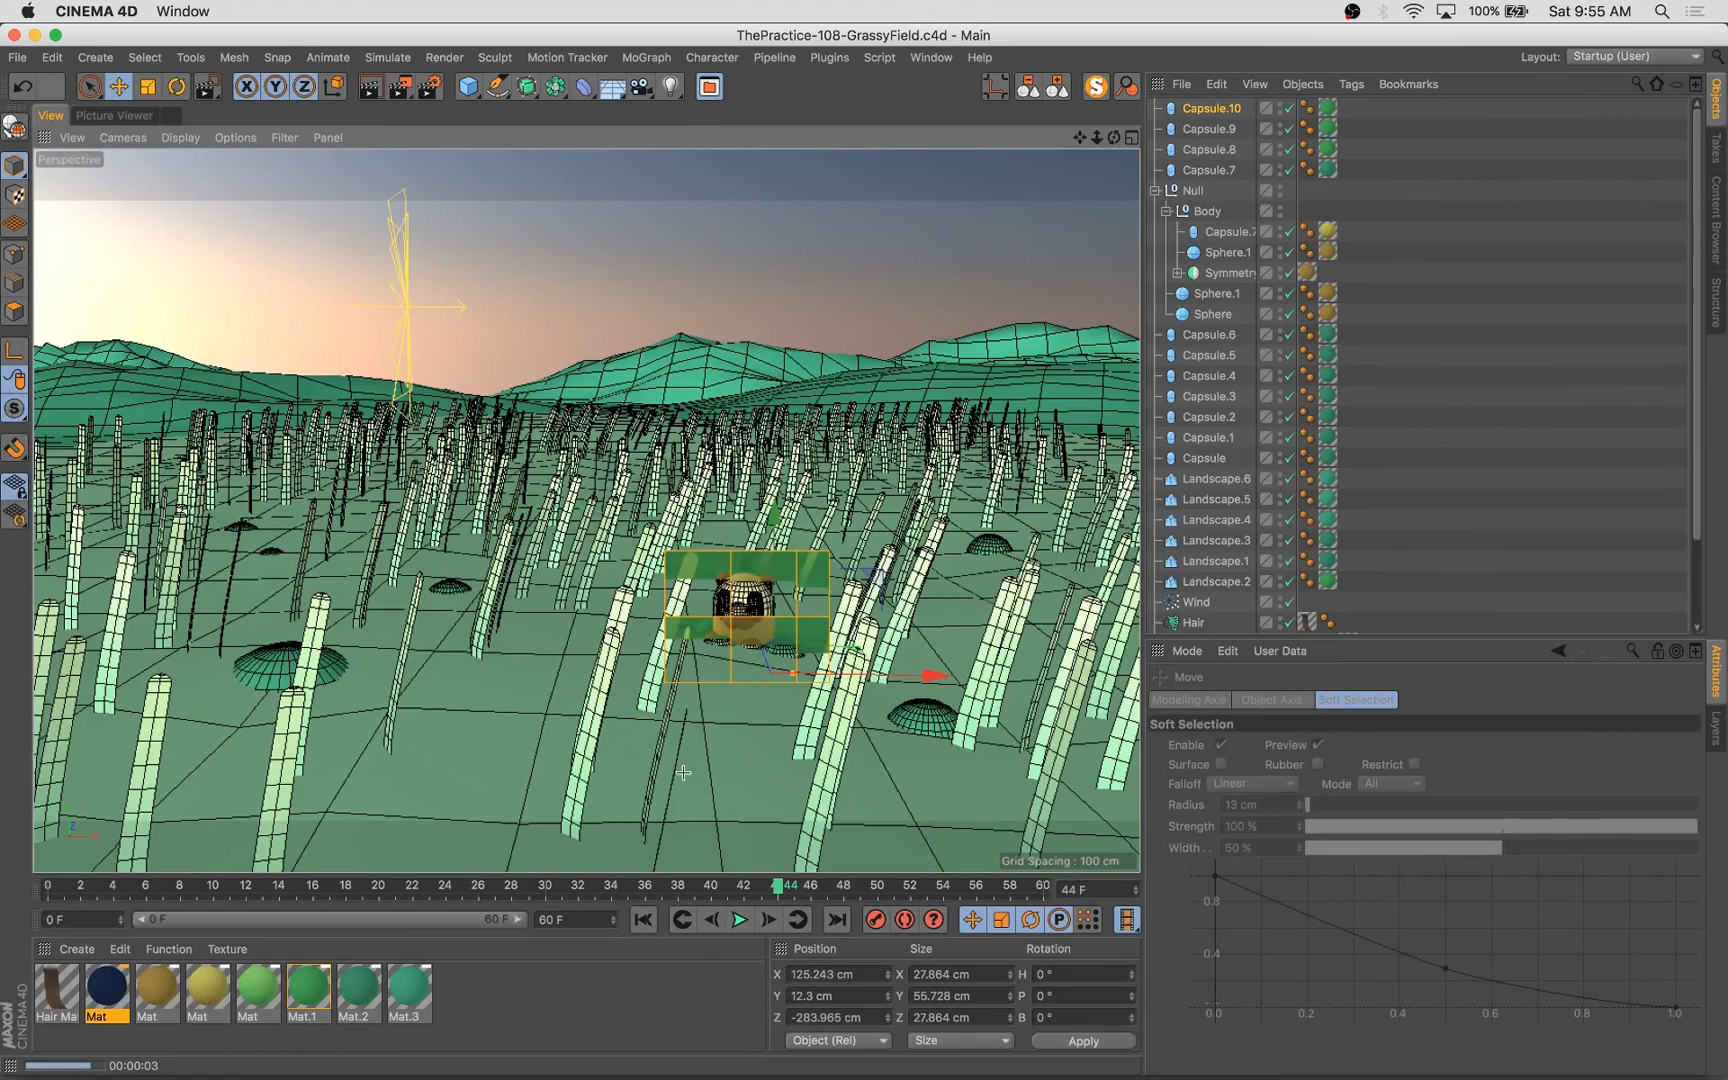 CINEMA 4D Window
100% Sat 9:55 AM
ThePractice-108-GrassyField.c4d - Main
File Edit Create Select Tools Mesh Snap Animate Simulate Render Sculpt Motion Tracker MoGraph Character Pipeline Plugins Script Window Help
Layout: Startup (User)
X Y Z
File Edit View Objects Tags Bookmarks
View Picture Viewer
View Cameras Display Options Filter Panel
Perspective
Capsule.10
Capsule.9
Capsule.8
Capsule.7
Null
Body
Capsule.7
Sphere.1
Symmetry
Sphere.1
Sphere
Capsule.6
Capsule.5
Capsule.4
Capsule.3
Capsule.2
Capsule.1
Capsule
Landscape.6
Landscape.5
Landscape.4
Landscape.3
Landscape.1
Landscape.2
Wind
Hair
Objects
Takes
Content Browser
Structure
Mode Edit User Data
Move
Modeling Axis Object Axis Soft Selection
Soft Selection
Enable Preview
Surface Rubber Restrict
Falloff Linear Mode All
Radius 13 cm
Strength 100 %
Width . . 50 %
0.8
0.4
0.0 0.2 0.4 0.6 0.8 1.0
Attributes
Layers
Z
Grid Spacing : 100 cm
0 2 4 6 8 10 12 14 16 18 20 22 24 26 28 30 32 34 36 38 40 42 44 46 48 50 52 54 56 58 60
44 F
0 F 0 F 60 F 60 F
Create Edit Function Texture
Hair Mat Mat Mat Mat Mat Mat.1 Mat.2 Mat.3
Position Size Rotation
X 125.243 cm X 27.864 cm H 0 °
Y 12.3 cm Y 55.728 cm P 0 °
Z -283.965 cm Z 27.864 cm B 0 °
Object (Rel) Size Apply
MAXON CINEMA 4D
00:00:03